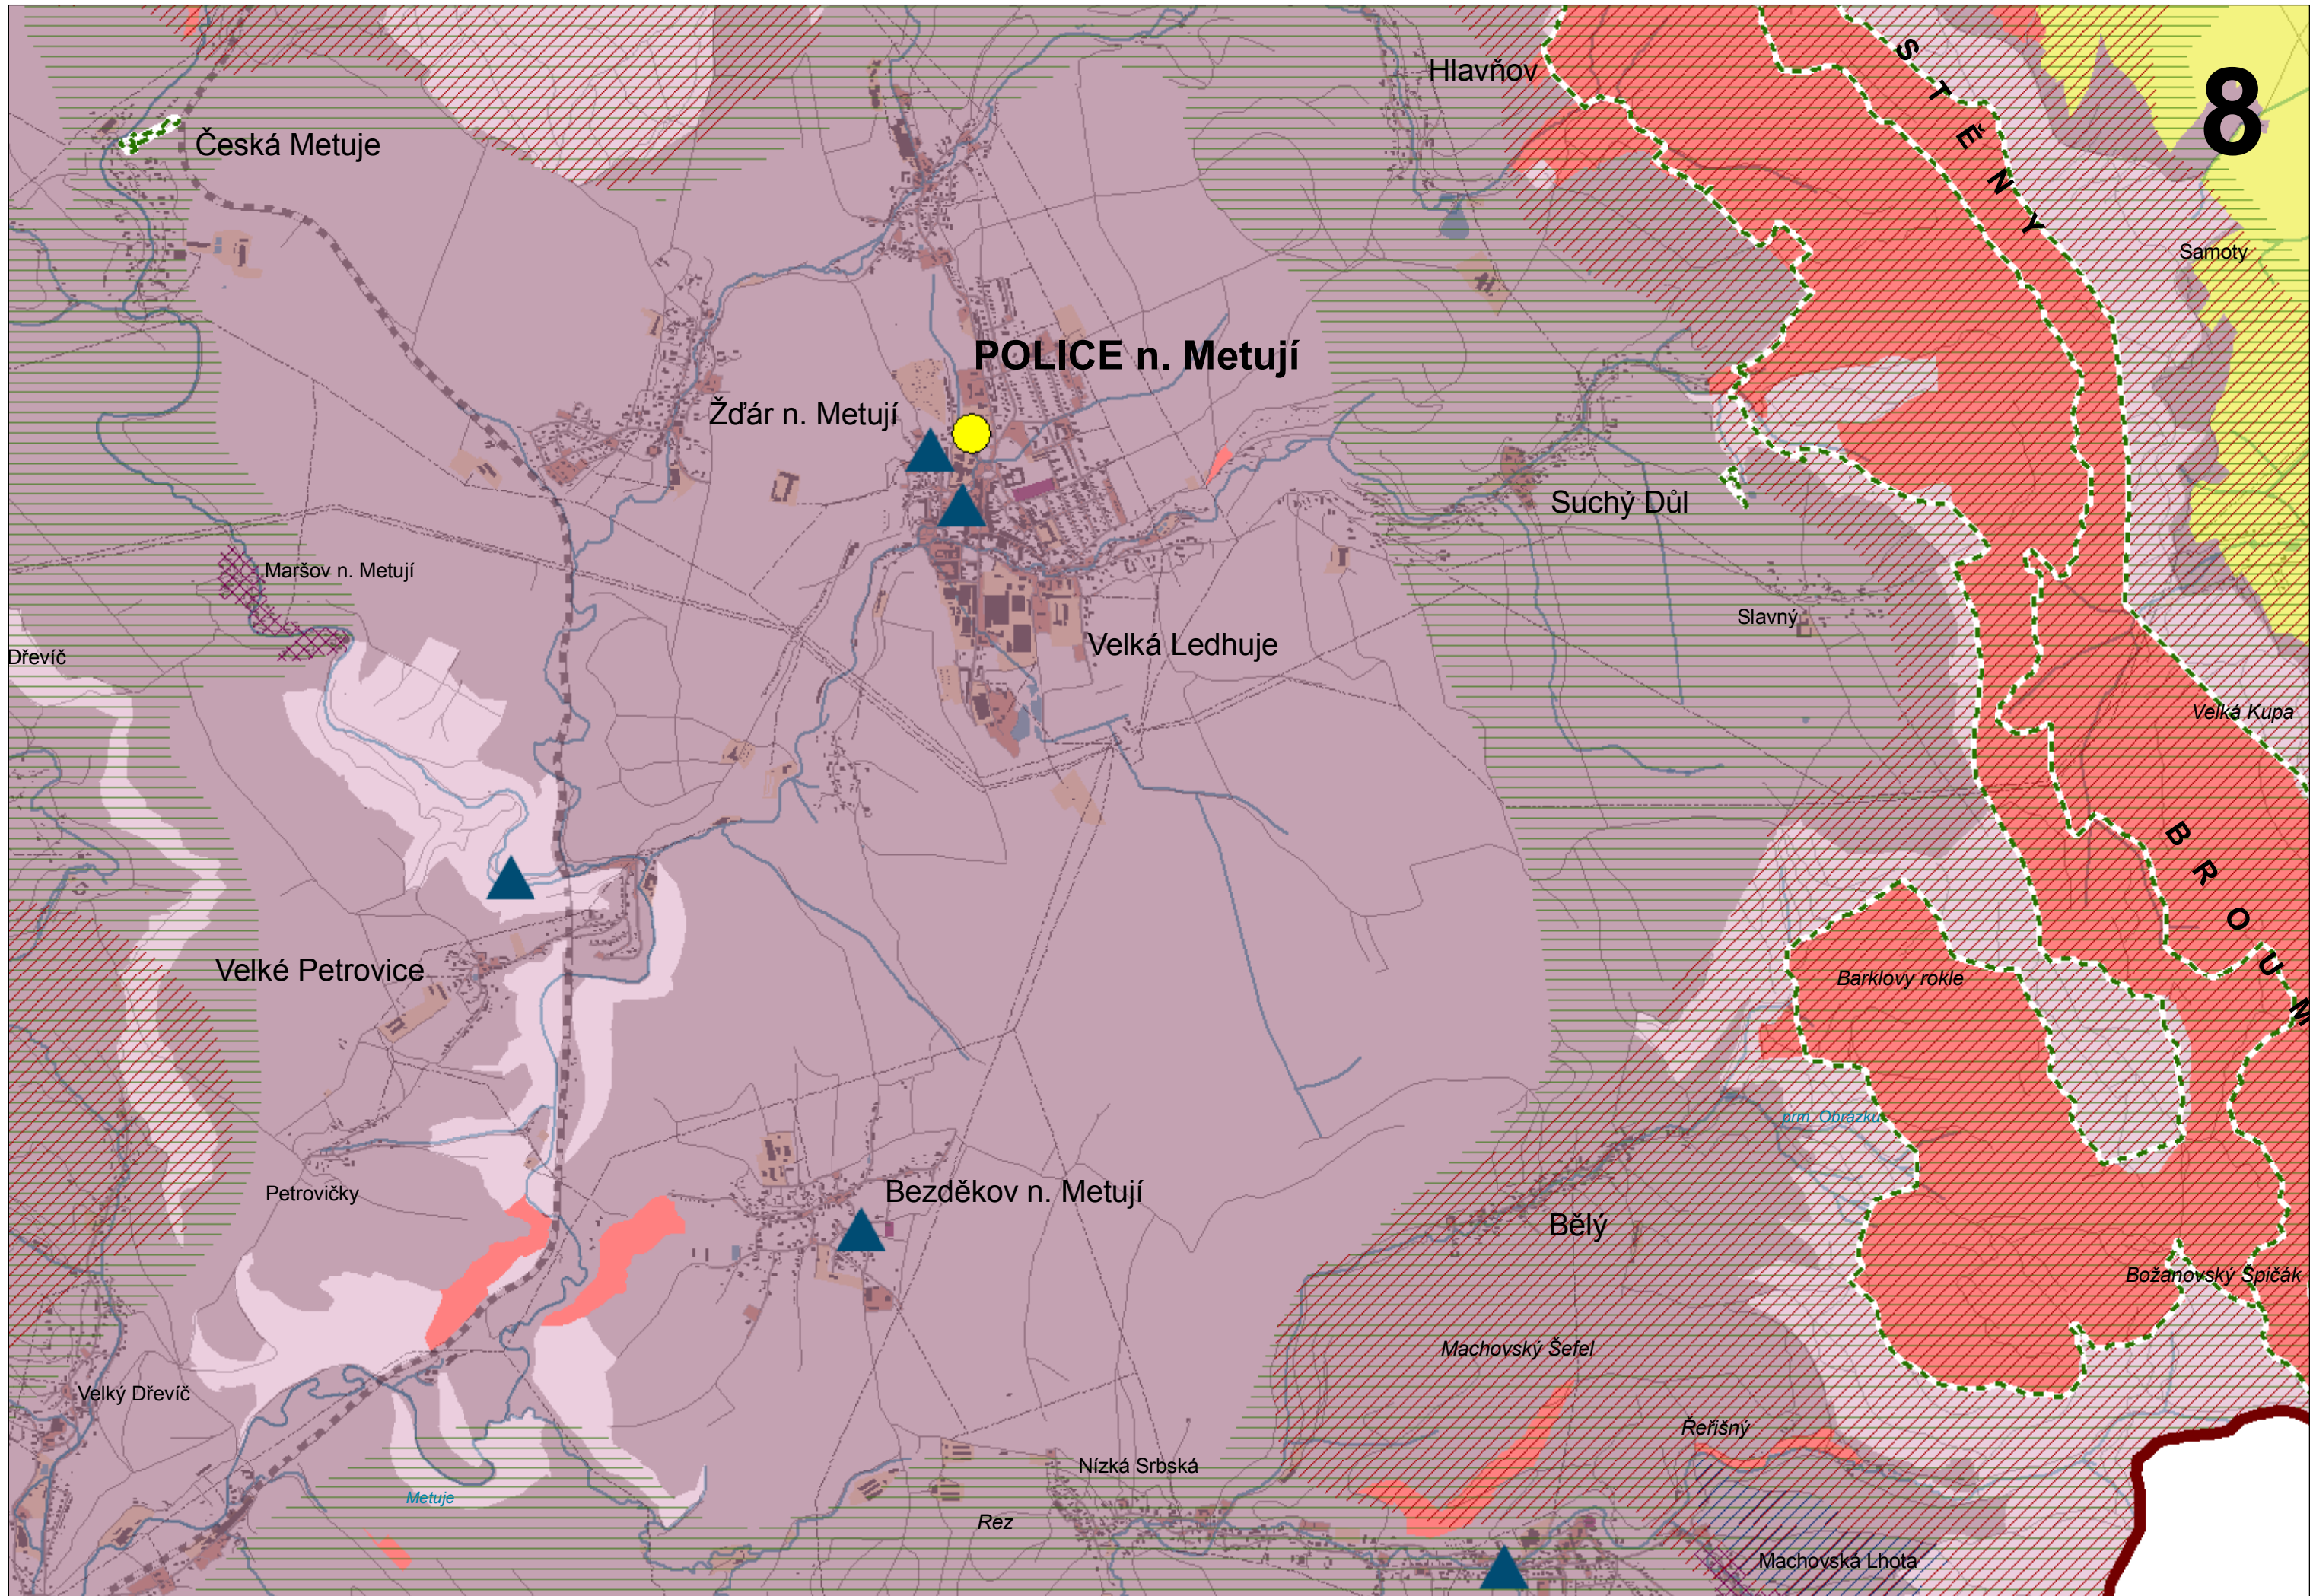 8
Hlavňov
STĚNY
Česká Metuje
Samoty
POLICE n. Metují
Žďár n. Metují
Suchý Důl
Maršov n. Metují
Slavný
Dřevíč
Velká Ledhuje
Velká Kupa
BROUM
Velké Petrovice
Barklovy rokle
prm. Obrázku
Petrovičky
Bezděkov n. Metují
Bělý
Božanovský Špičák
Machovský Šefel
Velký Dřevíč
Řeřišný
Nízká Srbská
Metuje
Rez
Machovská Lhota